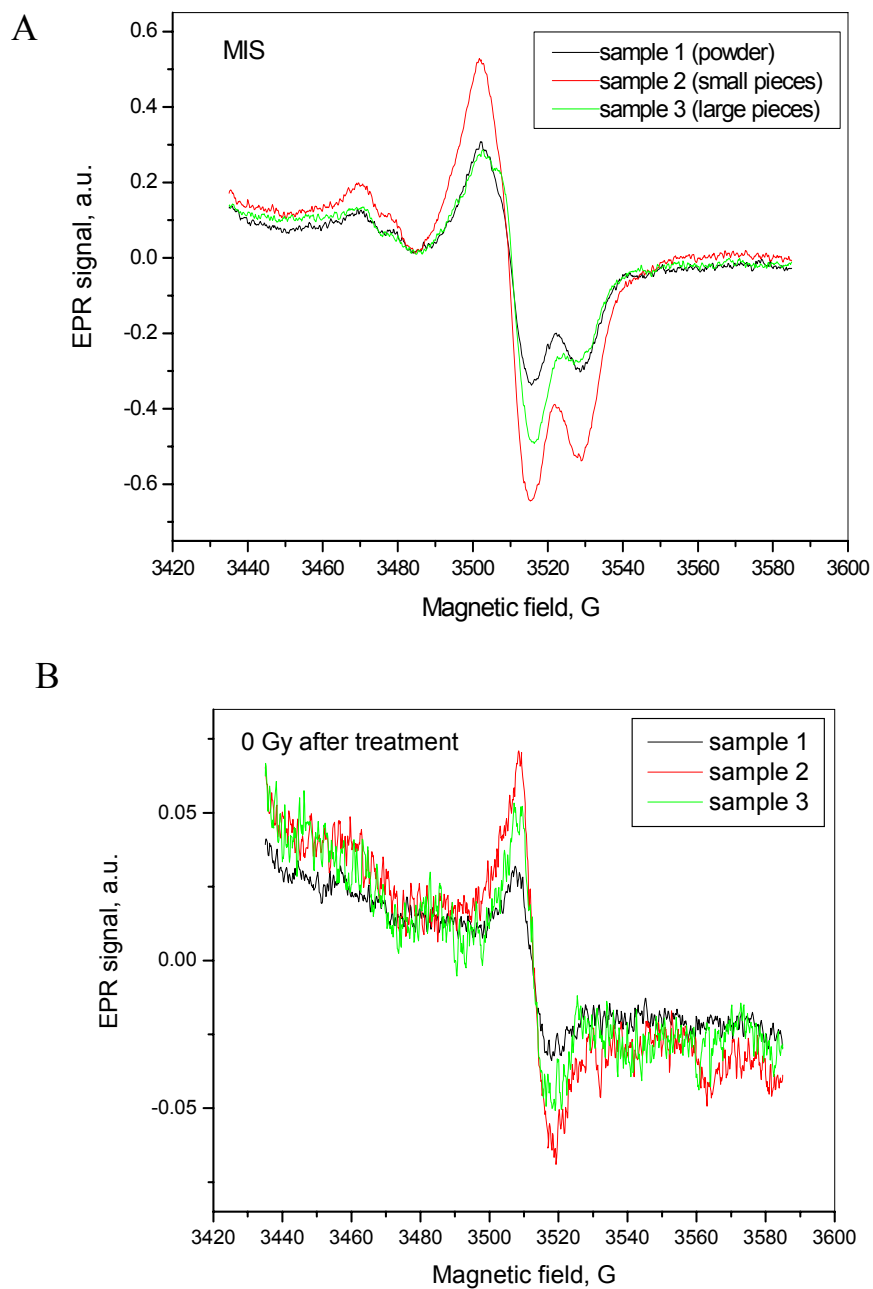 A
MIS
sample 1 (powder)
sample 2 (small pieces)
sample 3 (large pieces)
0.6
0.4
0.2
0.0
-0.2
-0.4
-0.6
EPR signal, a.u.
3420 3440 3460 3480 3500 3520 3540 3560 3580 3600
Magnetic field, G
B
0 Gy after treatment
sample 1
sample 2
sample 3
0.05
0.00
-0.05
EPR signal, a.u.
3420 3440 3460 3480 3500 3520 3540 3560 3580 3600
Magnetic field, G